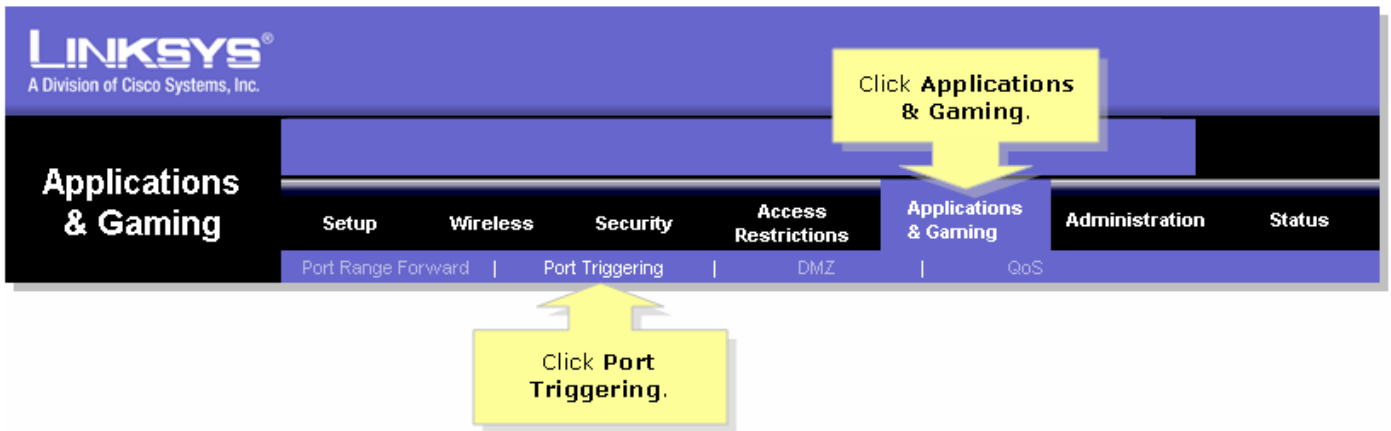 LINKSYS®
A Division of Cisco Systems, Inc.
Click Applications
& Gaming.
Applications
& Gaming
Setup
Wireless
Security
Access
Restrictions
Applications
& Gaming
Administration
Status
Port Range Forward | Port Triggering | DMZ | QoS
Click Port
Triggering.